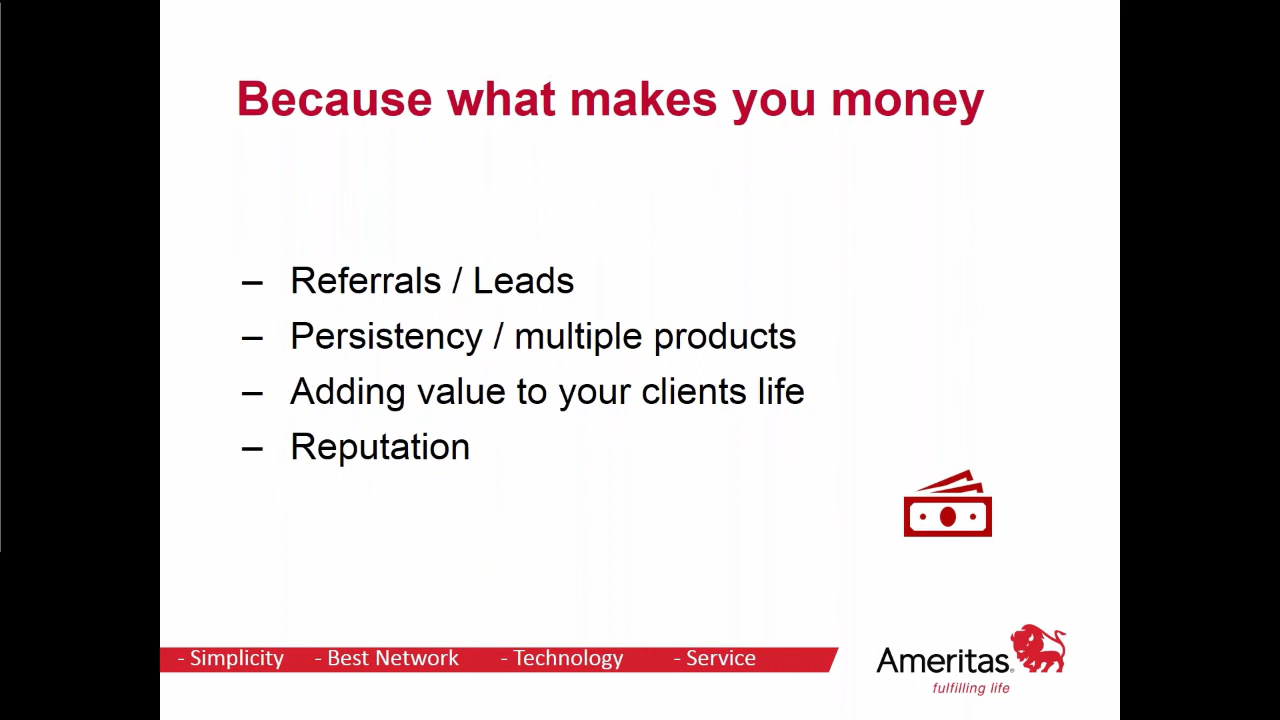 Because what makes you money
– Referrals / Leads
– Persistency / multiple products
– Adding value to your clients life
– Reputation
- Simplicity - Best Network - Technology - Service
Ameritas®
fulfilling life